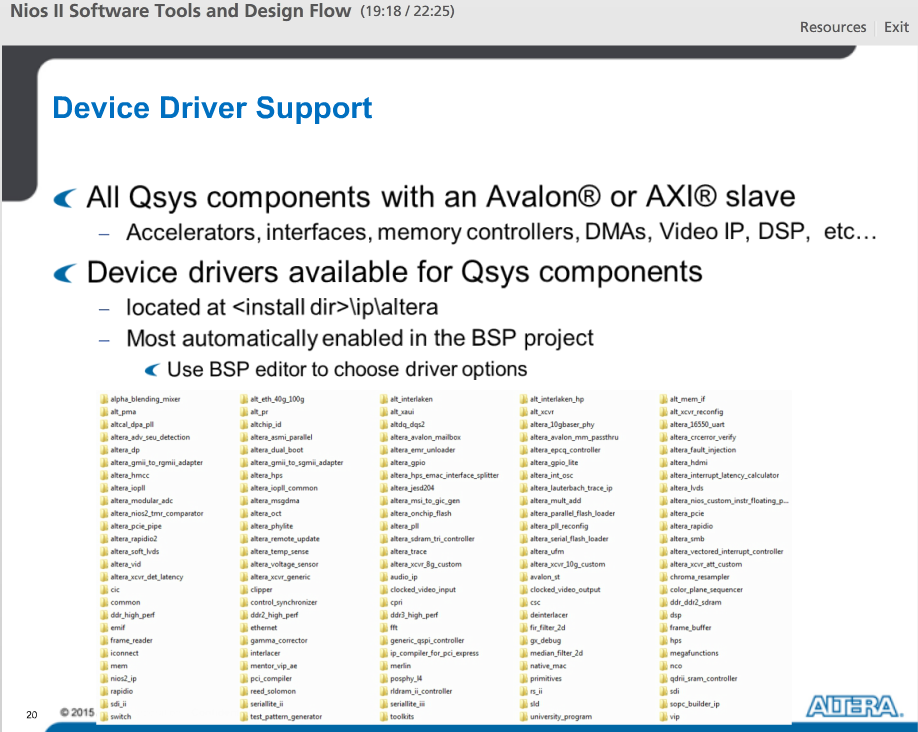 Nios II Software Tools and Design Flow (19:18 / 22:25)
Resources Exit
Device Driver Support
All Qsys components with an Avalon® or AXI® slave
– Accelerators, interfaces, memory controllers, DMAs, Video IP, DSP, etc…
Device drivers available for Qsys components
– located at <install dir>\ip\altera
– Most automatically enabled in the BSP project
Use BSP editor to choose driver options
alpha_blending_mixer alt_eth_40g_100g alt_interlaken alt_interlaken_hp alt_mem_if
alt_pma alt_pr alt_xaui alt_xcvr alt_xcvr_reconfig
altcal_dpa_pll altchip_id altdq_dqs2 altera_10gbaser_phy altera_16550_uart
altera_adv_seu_detection altera_asmi_parallel altera_avalon_mailbox altera_avalon_mm_passthru altera_crcerror_verify
altera_dp altera_dual_boot altera_emr_unloader altera_epcq_controller altera_fault_injection
altera_gmii_to_rgmii_adapter altera_gmii_to_sgmii_adapter altera_gpio altera_gpio_lite altera_hdmi
altera_hmcc altera_hps altera_hps_emac_interface_splitter altera_int_osc altera_interrupt_latency_calculator
altera_iopll altera_iopll_common altera_jesd204 altera_lauterbach_trace_ip altera_lvds
altera_modular_adc altera_msgdma altera_msi_to_gic_gen altera_mult_add altera_nios_custom_instr_floating_p...
altera_nios2_tmr_comparator altera_oct altera_onchip_flash altera_parallel_flash_loader altera_pcie
altera_pcie_pipe altera_phylite altera_pll altera_pll_reconfig altera_rapidio
altera_rapidio2 altera_remote_update altera_sdram_tri_controller altera_serial_flash_loader altera_smb
altera_soft_lvds altera_temp_sense altera_trace altera_ufm altera_vectored_interrupt_controller
altera_vid altera_voltage_sensor altera_xcvr_8g_custom altera_xcvr_10g_custom altera_xcvr_att_custom
altera_xcvr_det_latency altera_xcvr_generic audio_ip avalon_st chroma_resampler
cic clipper clocked_video_input clocked_video_output color_plane_sequencer
common control_synchronizer cpri csc ddr_ddr2_sdram
ddr_high_perf ddr2_high_perf ddr3_high_perf deinterlacer dsp
emif ethernet fft fir_filter_2d frame_buffer
frame_reader gamma_corrector generic_qspi_controller gx_debug hps
iconnect interlacer ip_compiler_for_pci_express median_filter_2d megafunctions
mem mentor_vip_ae merlin native_mac nco
nios2_ip pci_compiler posphy_l4 primitives qdrii_sram_controller
rapidio reed_solomon rldram_ii_controller rs_ii sdi
sdi_ii seriallite_ii seriallite_iii sld sopc_builder_ip
switch test_pattern_generator toolkits university_program vip
20 © 2015
ALTERA